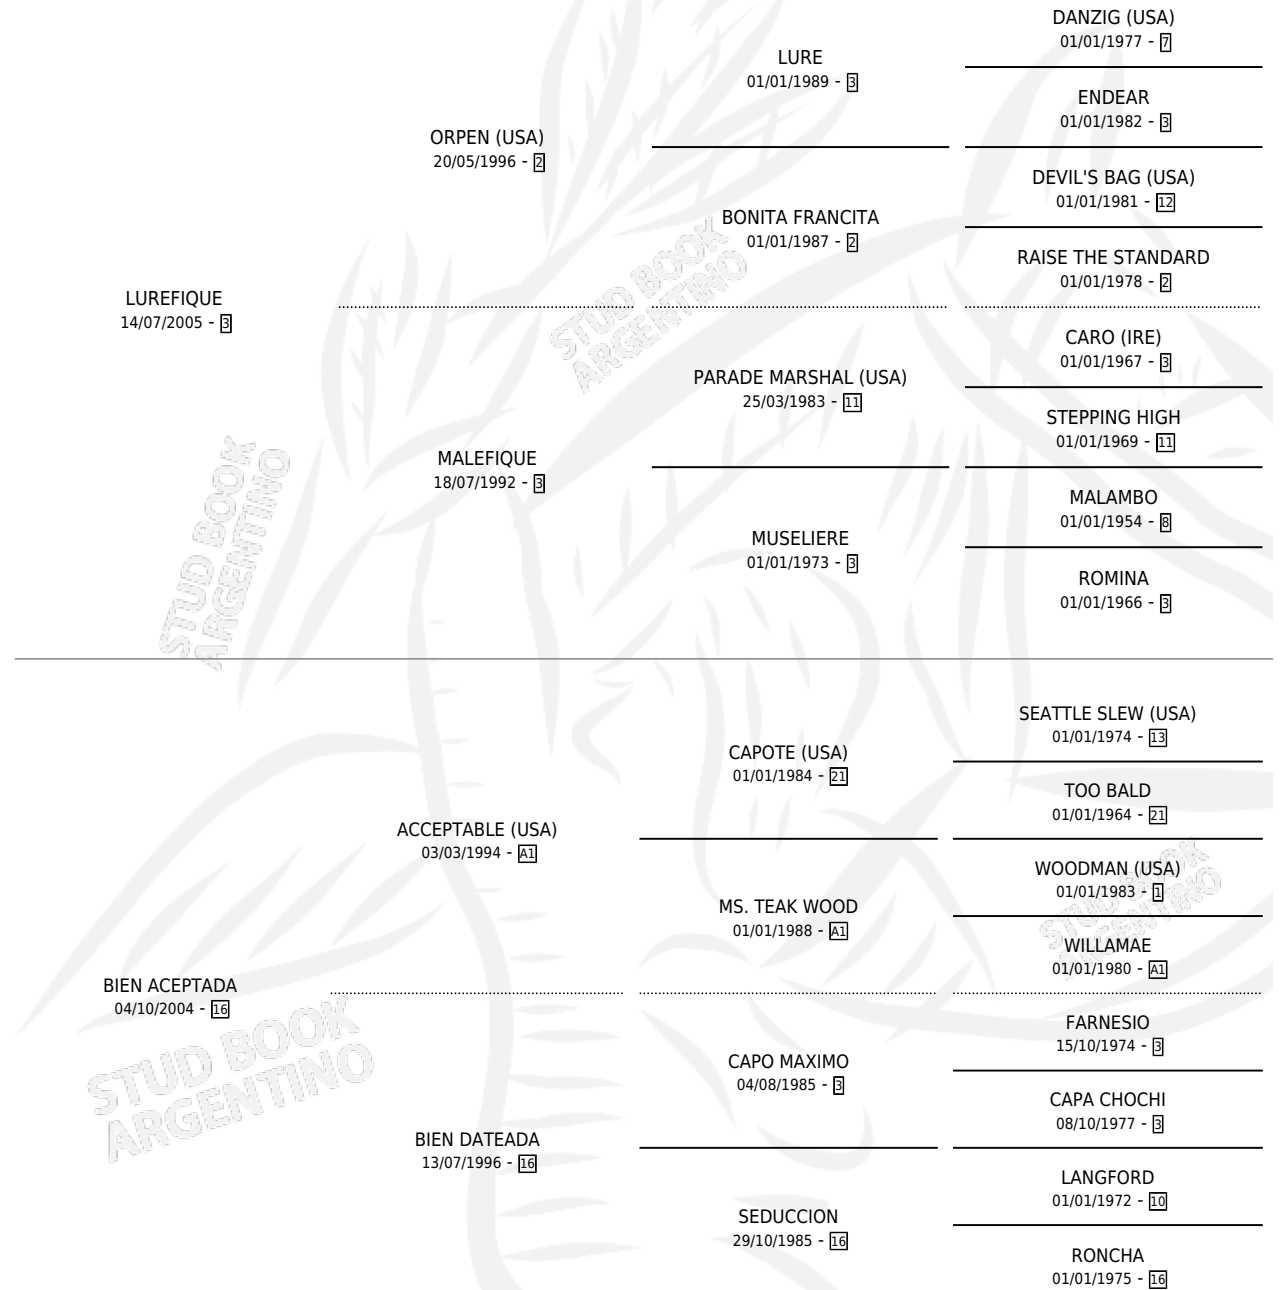 DANZIG (USA)
01/01/1977 - 7
LURE
01/01/1989 - 3
ENDEAR
01/01/1982 - 3
ORPEN (USA)
20/05/1996 - 2
DEVIL'S BAG (USA)
01/01/1981 - 12
BONITA FRANCITA
01/01/1987 - 2
RAISE THE STANDARD
01/01/1978 - 2
LUREFIQUE
14/07/2005 - 3
CARO (IRE)
01/01/1967 - 3
PARADE MARSHAL (USA)
25/03/1983 - 11
STEPPING HIGH
01/01/1969 - 11
MALEFIQUE
18/07/1992 - 3
MALAMBO
01/01/1954 - 8
MUSELIERE
01/01/1973 - 3
ROMINA
01/01/1966 - 3
SEATTLE SLEW (USA)
01/01/1974 - 13
CAPOTE (USA)
01/01/1984 - 21
TOO BALD
01/01/1964 - 21
ACCEPTABLE (USA)
03/03/1994 - A1
WOODMAN (USA)
01/01/1983 - 1
MS. TEAK WOOD
01/01/1988 - A1
WILLAMAE
01/01/1980 - A1
BIEN ACEPTADA
04/10/2004 - 16
FARNESIO
15/10/1974 - 3
CAPO MAXIMO
04/08/1985 - 3
CAPA CHOCHI
08/10/1977 - 3
BIEN DATEADA
13/07/1996 - 16
LANGFORD
01/01/1972 - 10
SEDUCCION
29/10/1985 - 16
RONCHA
01/01/1975 - 16
STUD BOOK
ARGENTINO
STUD BOOK
ARGENTINO
STUD BOOK
ARGENTINO
STUD BOOK
ARGENTINO